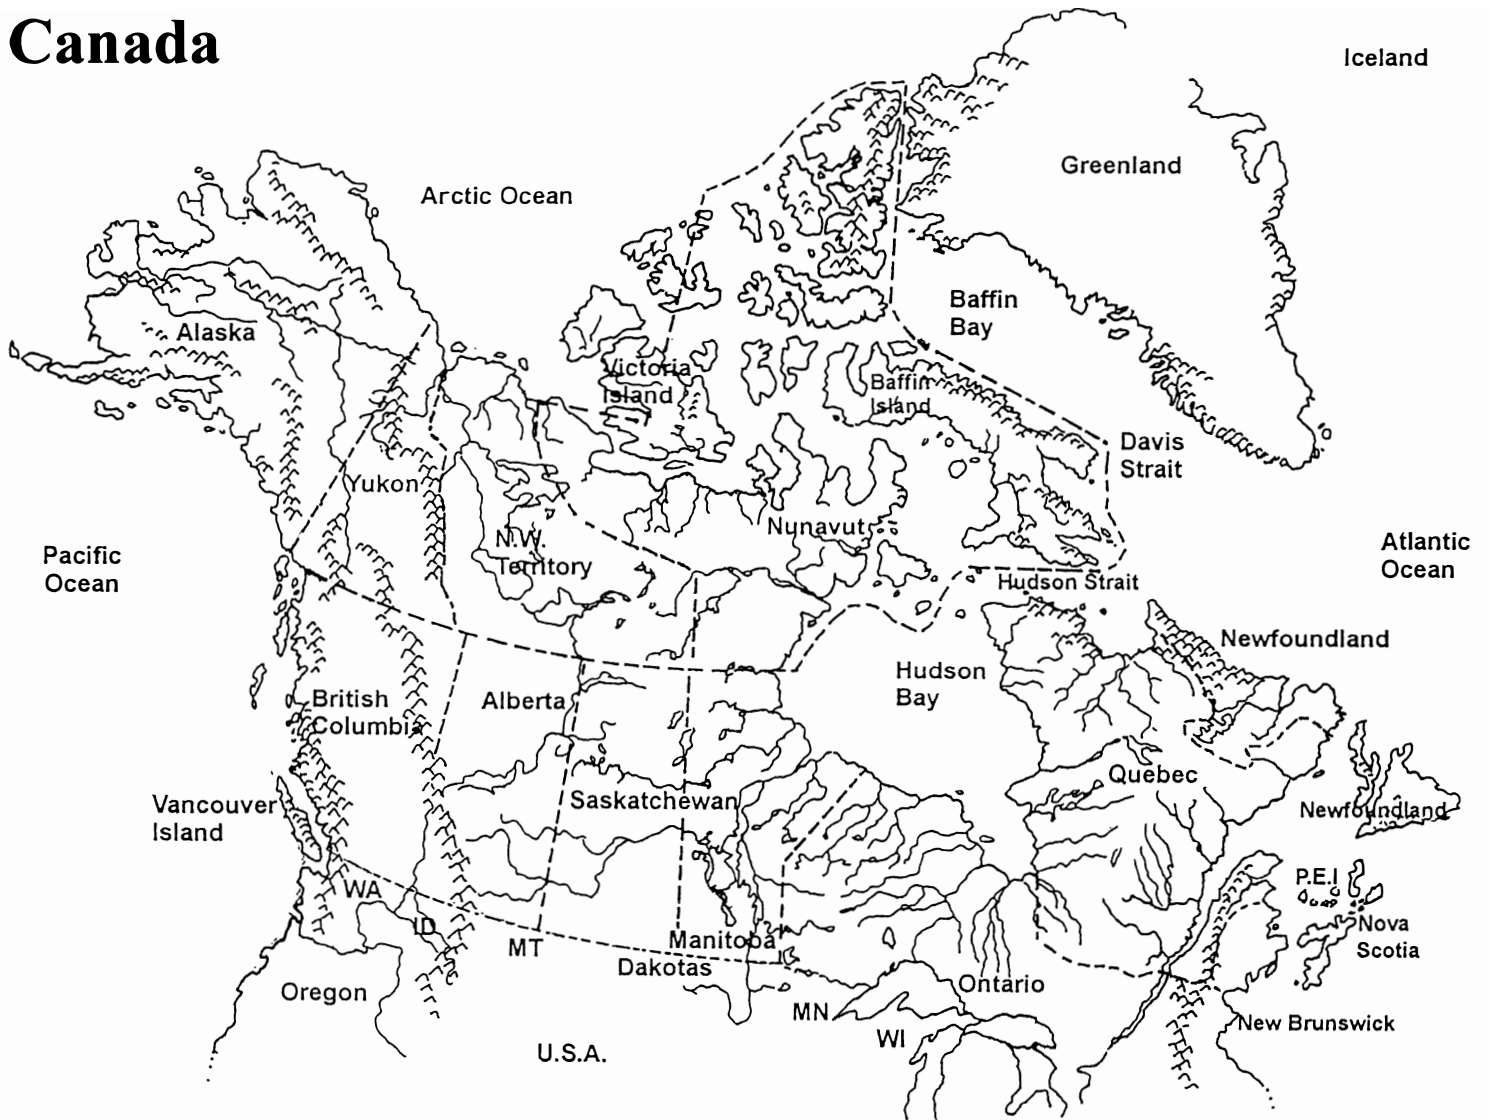 Canada
Iceland
Greenland
Arctic Ocean
Baffin
Bay
Alaska
Victoria
Island
Baffin
Island
Davis
Strait
Yukon
Nunavut
N.W.
Territory
Pacific
Ocean
Atlantic
Ocean
Hudson Strait
Newfoundland
Hudson
Bay
British
Columbia
Alberta
Quebec
Vancouver
Island
Saskatchewan
Newfoundland
P.E.I
WA
ID
MT
Manitoba
Dakotas
Nova
Scotia
Oregon
Ontario
MN
WI
New Brunswick
U.S.A.